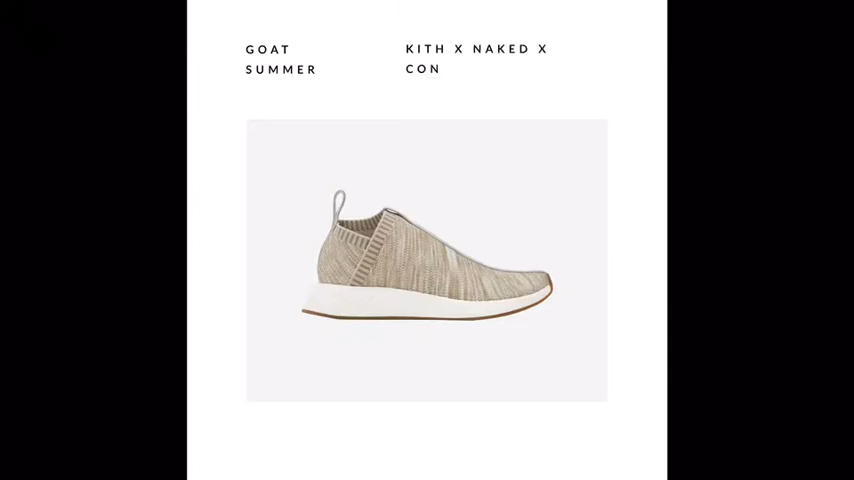 GOAT
SUMMER
KITH X NAKED X
CON